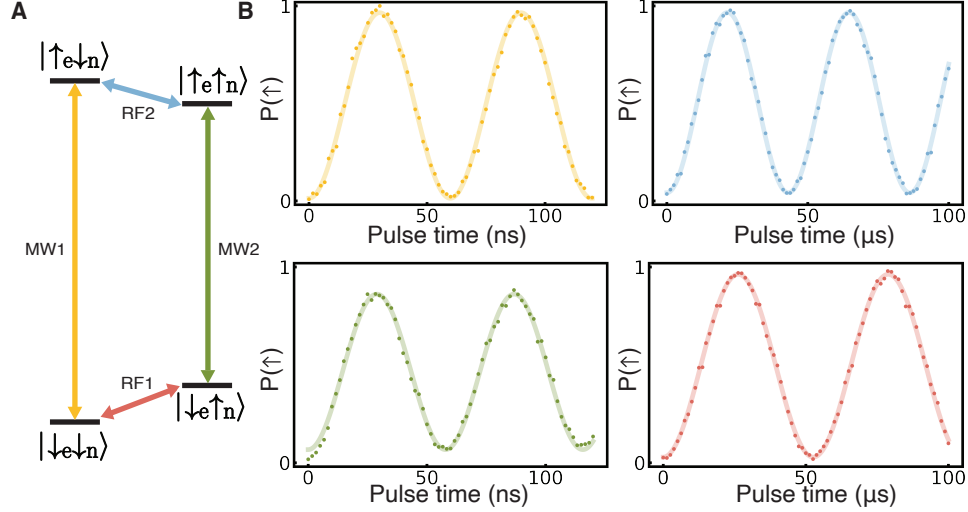 A
|↑e↓n⟩
|↑e↑n⟩
RF2
MW1
MW2
RF1
|↓e↑n⟩
|↓e↓n⟩
B
1
P(↑)
0
0
50
100
Pulse time (ns)
P(↑)
0
50
100
Pulse time (µs)
1
P(↑)
0
0
50
100
Pulse time (ns)
P(↑)
0
50
100
Pulse time (µs)
1
0
1
0